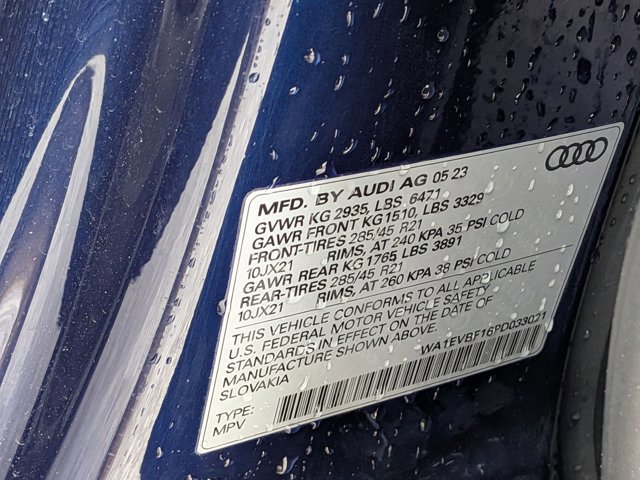 MFD. BY AUDI AG 05 23
GVWR KG 2935, LBS 6471
GAWR FRONT KG1510, LBS 3329
FRONT-TIRES 285/45 R21
10JX21 RIMS, AT 240 KPA 35 PSI COLD
GAWR REAR KG 1765 LBS 3891
REAR-TIRES 285/45 R21
10JX21 RIMS, AT 260 KPA 38 PSI COLD
THIS VEHICLE CONFORMS TO ALL APPLICABLE
U.S. FEDERAL MOTOR VEHICLE SAFETY
STANDARDS IN EFFECT ON THE DATE OF
MANUFACTURE SHOWN ABOVE.
SLOVAKIA
WA1EVBF16PD033021
TYPE:
MPV